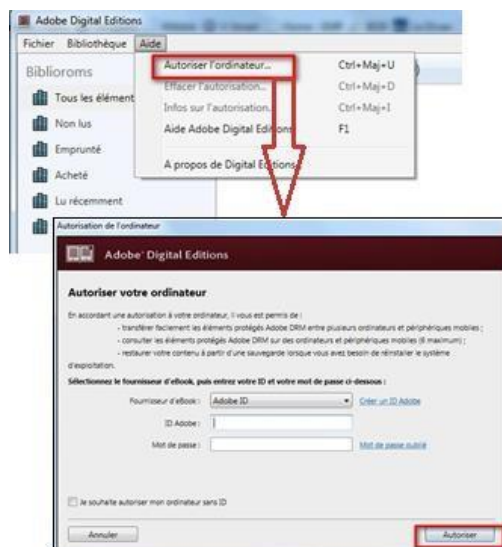 Adobe Digital Editions
Fichier Bibliothèque Aide
Autoriser l'ordinateur... Ctrl+Maj+U
Effacer l'autorisation... Ctrl+Maj+D
Infos sur l'autorisation... Ctrl+Maj+I
Aide Adobe Digital Editions F1
A propos de Digital Editions
Biblioroms
Tous les élément
Non lus
Emprunté
Acheté
Lu récemment
Autorisation de l'ordinateur
Adobe® Digital Editions
Autoriser votre ordinateur
En accordant une autorisation à votre ordinateur, il vous est permis de :
- transférer facilement les éléments protégés Adobe DRM entre plusieurs ordinateurs et périphériques mobiles ;
- consulter les éléments protégés Adobe DRM sur des ordinateurs et périphériques mobiles (6 maximum) ;
- restaurer votre contenu à partir d'une sauvegarde lorsque vous avez besoin de réinstaller le système
d'exploitation.
Sélectionnez le fournisseur d'eBook, puis entrez votre ID et votre mot de passe ci-dessous :
Fournisseur d'eBook : Adobe ID Créer un ID Adobe
ID Adobe :
Mot de passe : Mot de passe oublié
Je souhaite autoriser mon ordinateur sans ID
Annuler Autoriser